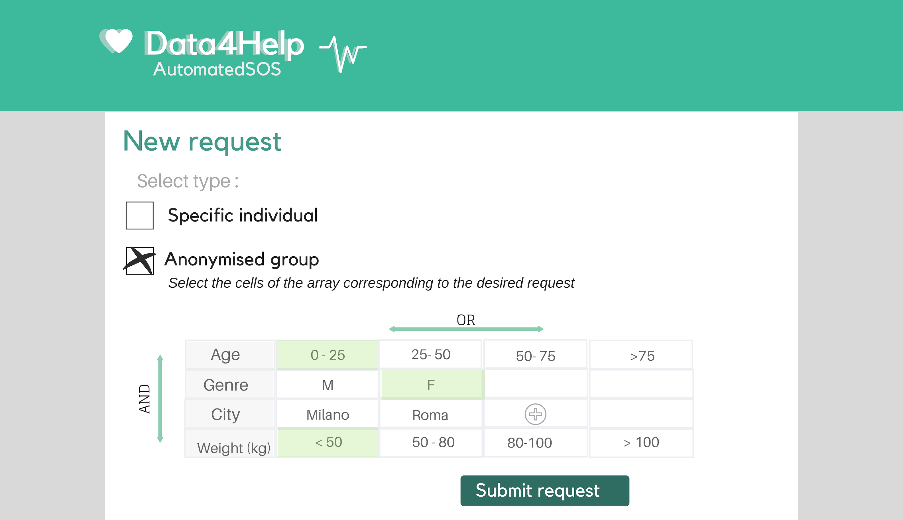 Data4Help
AutomatedSOS
New request
Select type :
Specific individual
Anonymised group
Select the cells of the array corresponding to the desired request
OR
AND
Age 0 - 25 25- 50 50- 75 >75
Genre M F
City Milano Roma
Weight (kg) < 50 50 - 80 80-100 > 100
Submit request